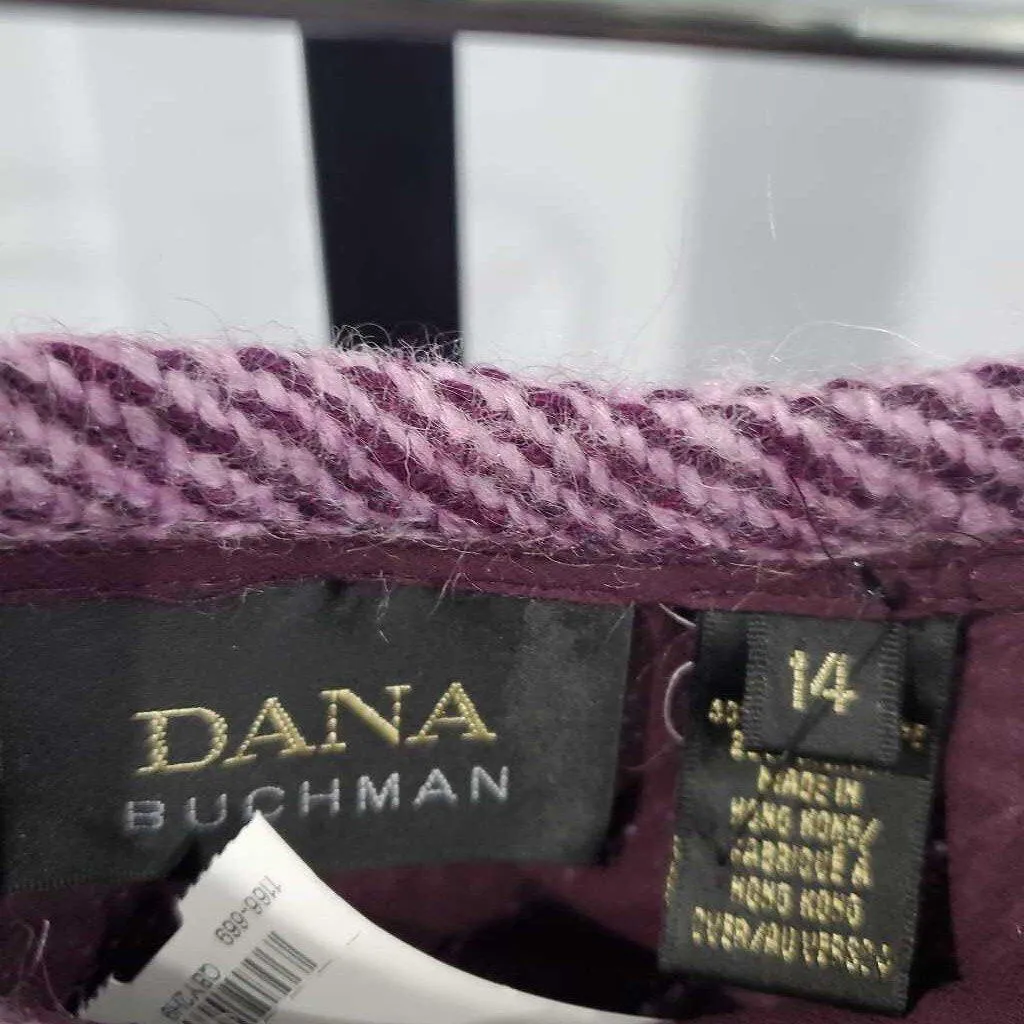 DANA
BUCHMAN
14
MADE IN
HONG KONG/
FABRIQUE A
HONG KONG
OVER/AU VERSO
1166-669